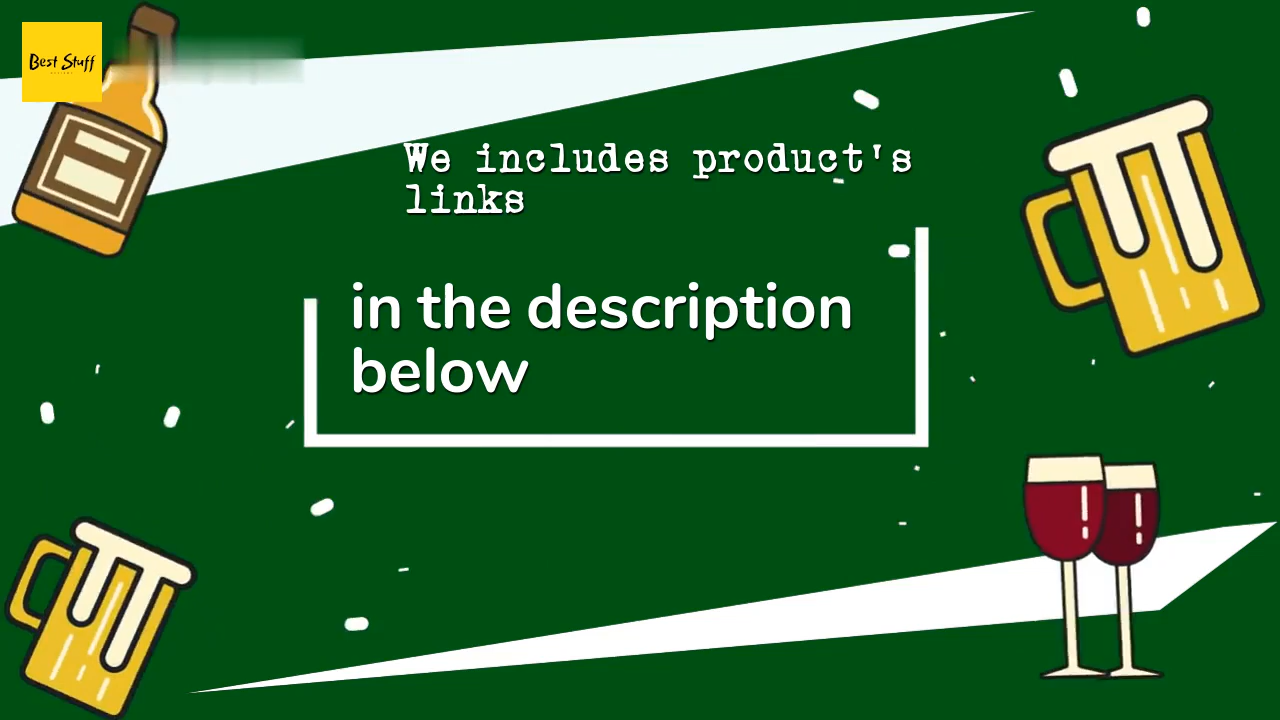 Best Stuff
We includes product's
links
in the description
below